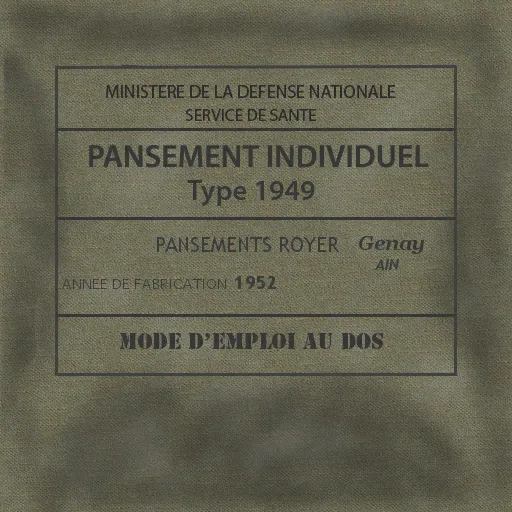 MINISTERE DE LA DEFENSE NATIONALE
SERVICE DE SANTE
PANSEMENT INDIVIDUEL
Type 1949
PANSEMENTS ROYER Genay
AIN
ANNEE DE FABRICATION 1952
MODE D'EMPLOI AU DOS